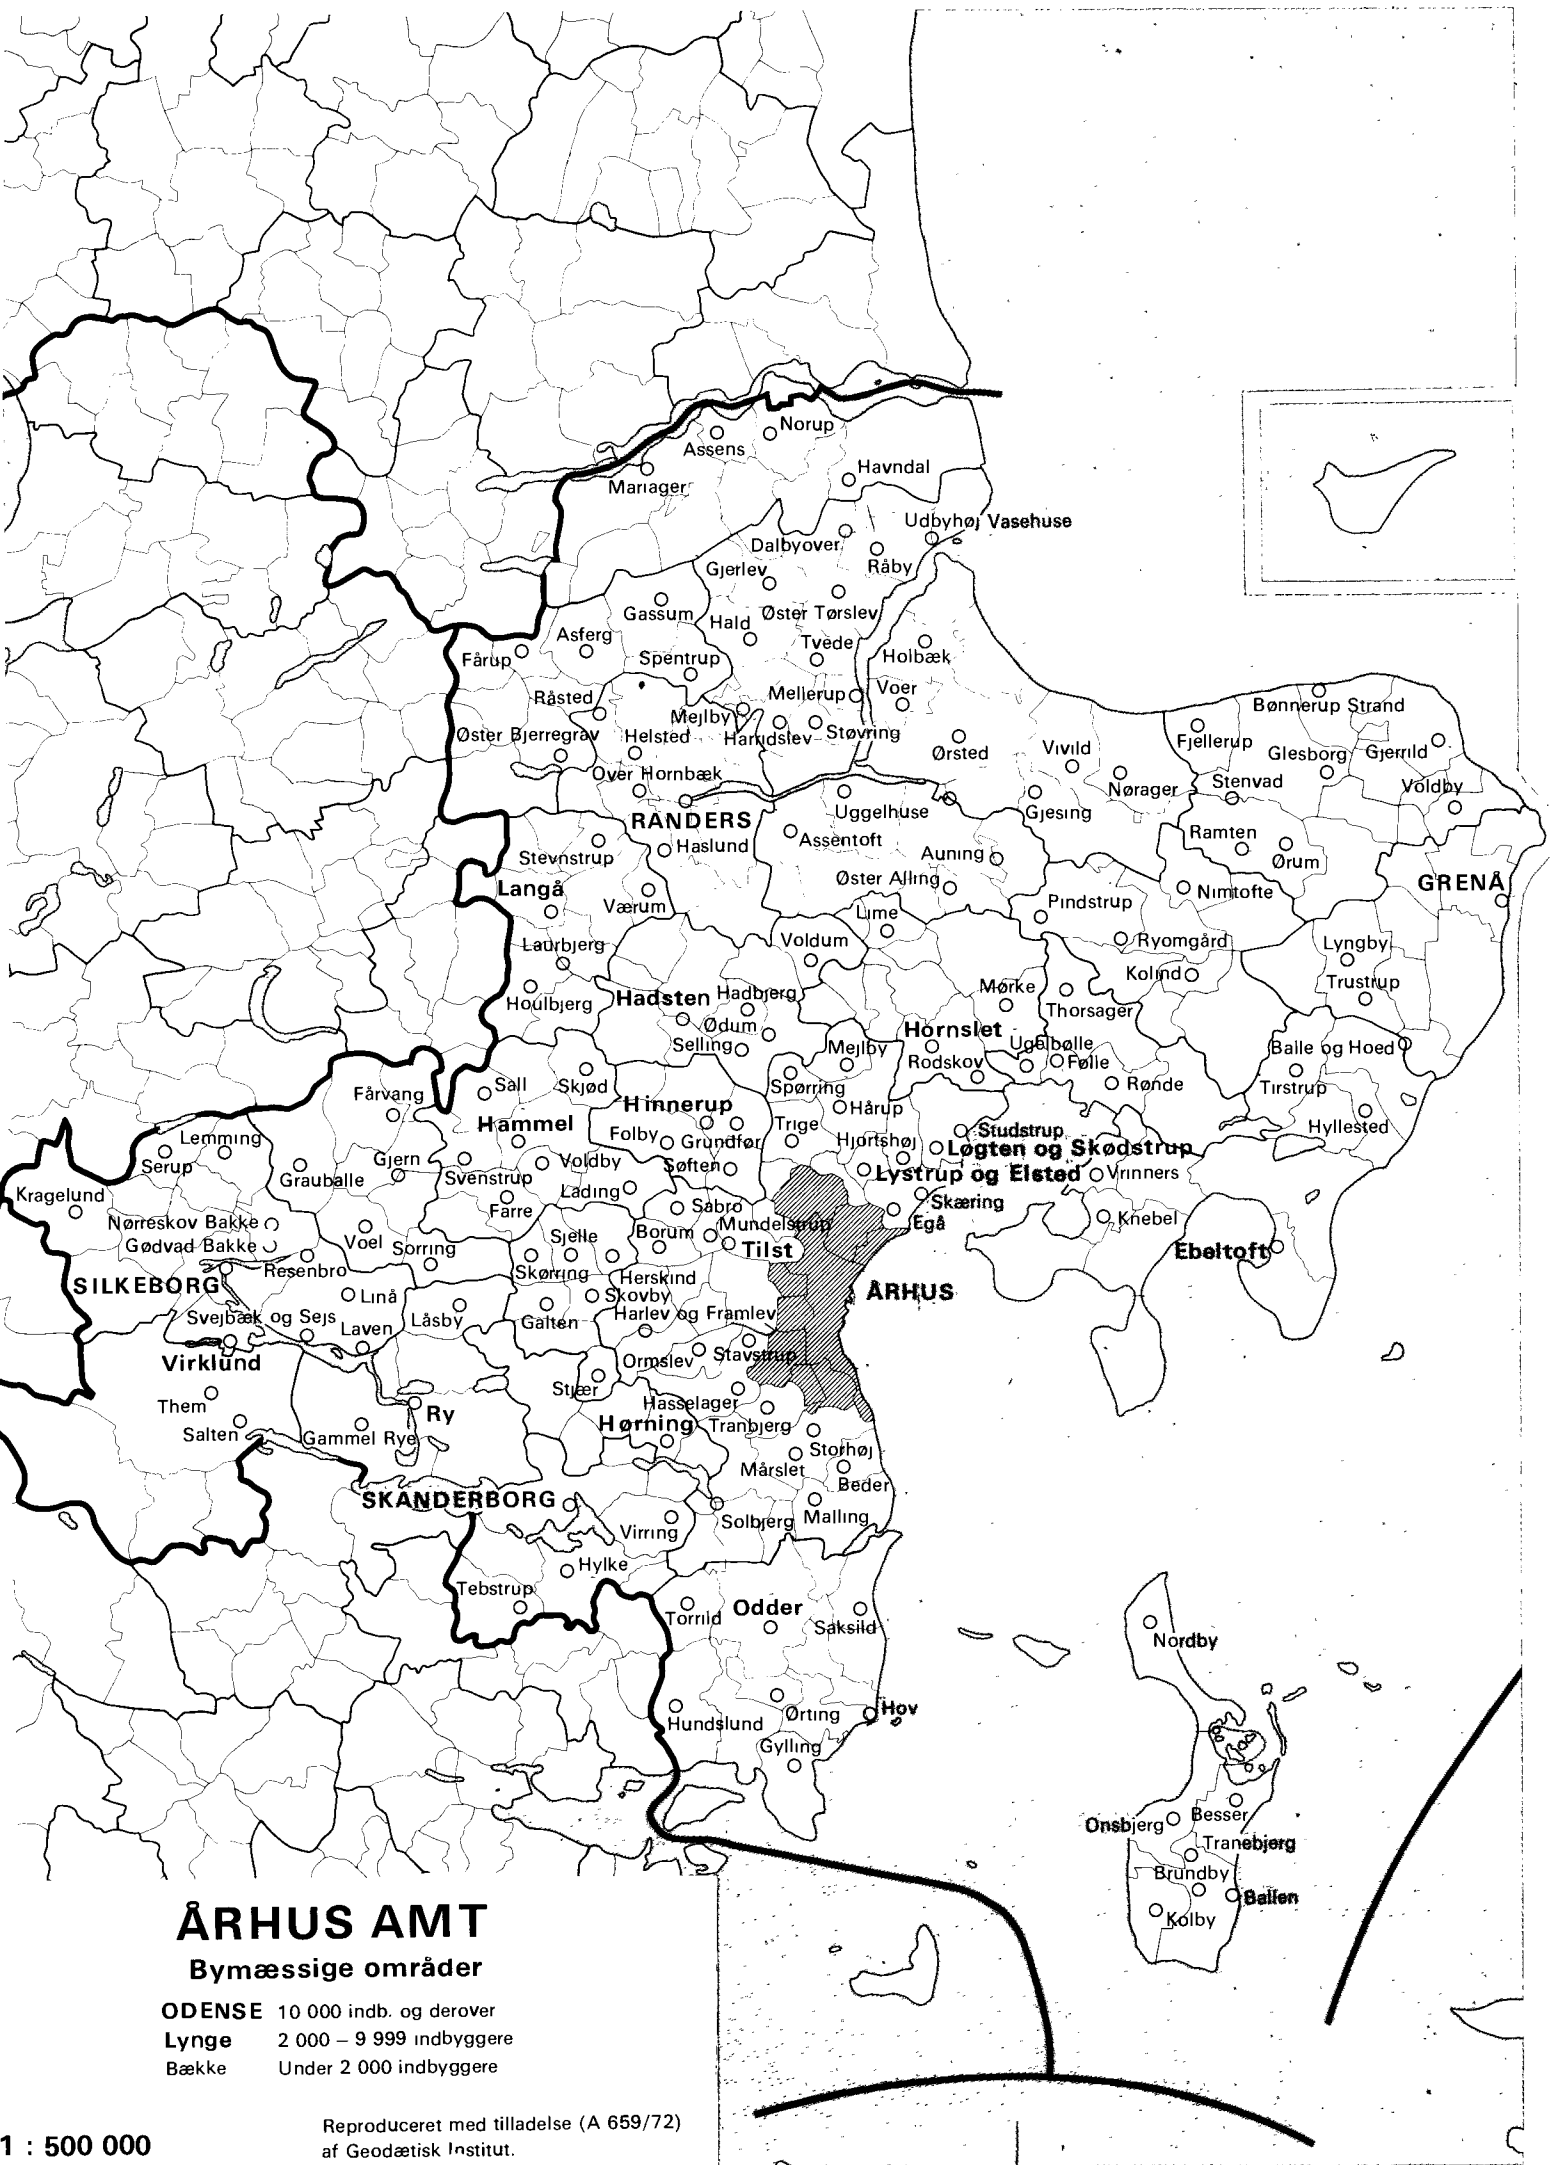 Norup
Assens
Havndal
Mariager
Udbyhøj Vasehuse
Dalbyover
Råby
Gjerlev
Gassum
Øster Tørslev
Hald
Asferg
Tvede
Holbæk
Fårup
Spentrup
Råsted
Mellerup
Voer
Bønnerup Strand
Mejlby
Øster Bjerregrav
Helsted
Harridslev
Støvring
Ørsted
Vivild
Fjellerup
Glesborg
Gjerrild
Over Hornbæk
Nørager
Stenvad
Voldby
RANDERS
Uggelhuse
Gjesing
Haslund
Assentoft
Ramten
Stevnstrup
Auning
Ørum
Langå
Øster Alling
GRENÅ
Nimtofte
Værum
Pindstrup
Lime
Laurbjerg
Voldum
Ryomgård
Lyngby
Kolind
Trustrup
Houlbjerg
Hadsten
Hadbjerg
Mørke
Thorsager
Ødum
Hornslet
Selling
Mejlby
Ugelbølle
Balle og Hoed
Rodskov
Følle
Fårvang
Sall
Skjød
Spørring
Rønde
Tirstrup
Hinnerup
Hårup
Hammel
Trige
Hyllested
Lemming
Folby
Grundfør
Hjortshøj
Studstrup
Løgten og Skødstrup
Serup
Gjern
Voldby
Søften
Grauballe
Svenstrup
Lystrup og Elsted
Vrinners
Kragelund
Lading
Farre
Sabro
Skæring
Nørreskov Bakke
Mundelstrup
Egå
Knebel
Gødvad Bakke
Voel
Sorring
Sjelle
Borum
Tilst
Ebeltoft
Resenbro
Skørring
Herskind
SILKEBORG
Linå
Skovby
ÅRHUS
Svejbæk og Sejs
Laven
Låsby
Galten
Harlev og Framlev
Virklund
Ormslev
Stavstrup
Stjær
Them
Hasselager
Ry
Hørning
Tranbjerg
Salten
Gammel Rye
Storhøj
Mårslet
Beder
SKANDERBORG
Virring
Solbjerg
Malling
Hylke
Tebstrup
Torrild
Odder
Saksild
Nordby
Hundslund
Ørting
Hov
Gylling
Onsbjerg
Besser
Tranebjerg
Brundby
Ballen
Kolby
ÅRHUS AMT
Bymæssige områder
ODENSE 10 000 indb. og derover
Lynge 2 000 – 9 999 indbyggere
Bække Under 2 000 indbyggere
Reproduceret med tilladelse (A 659/72)
af Geodætisk Institut.
1 : 500 000